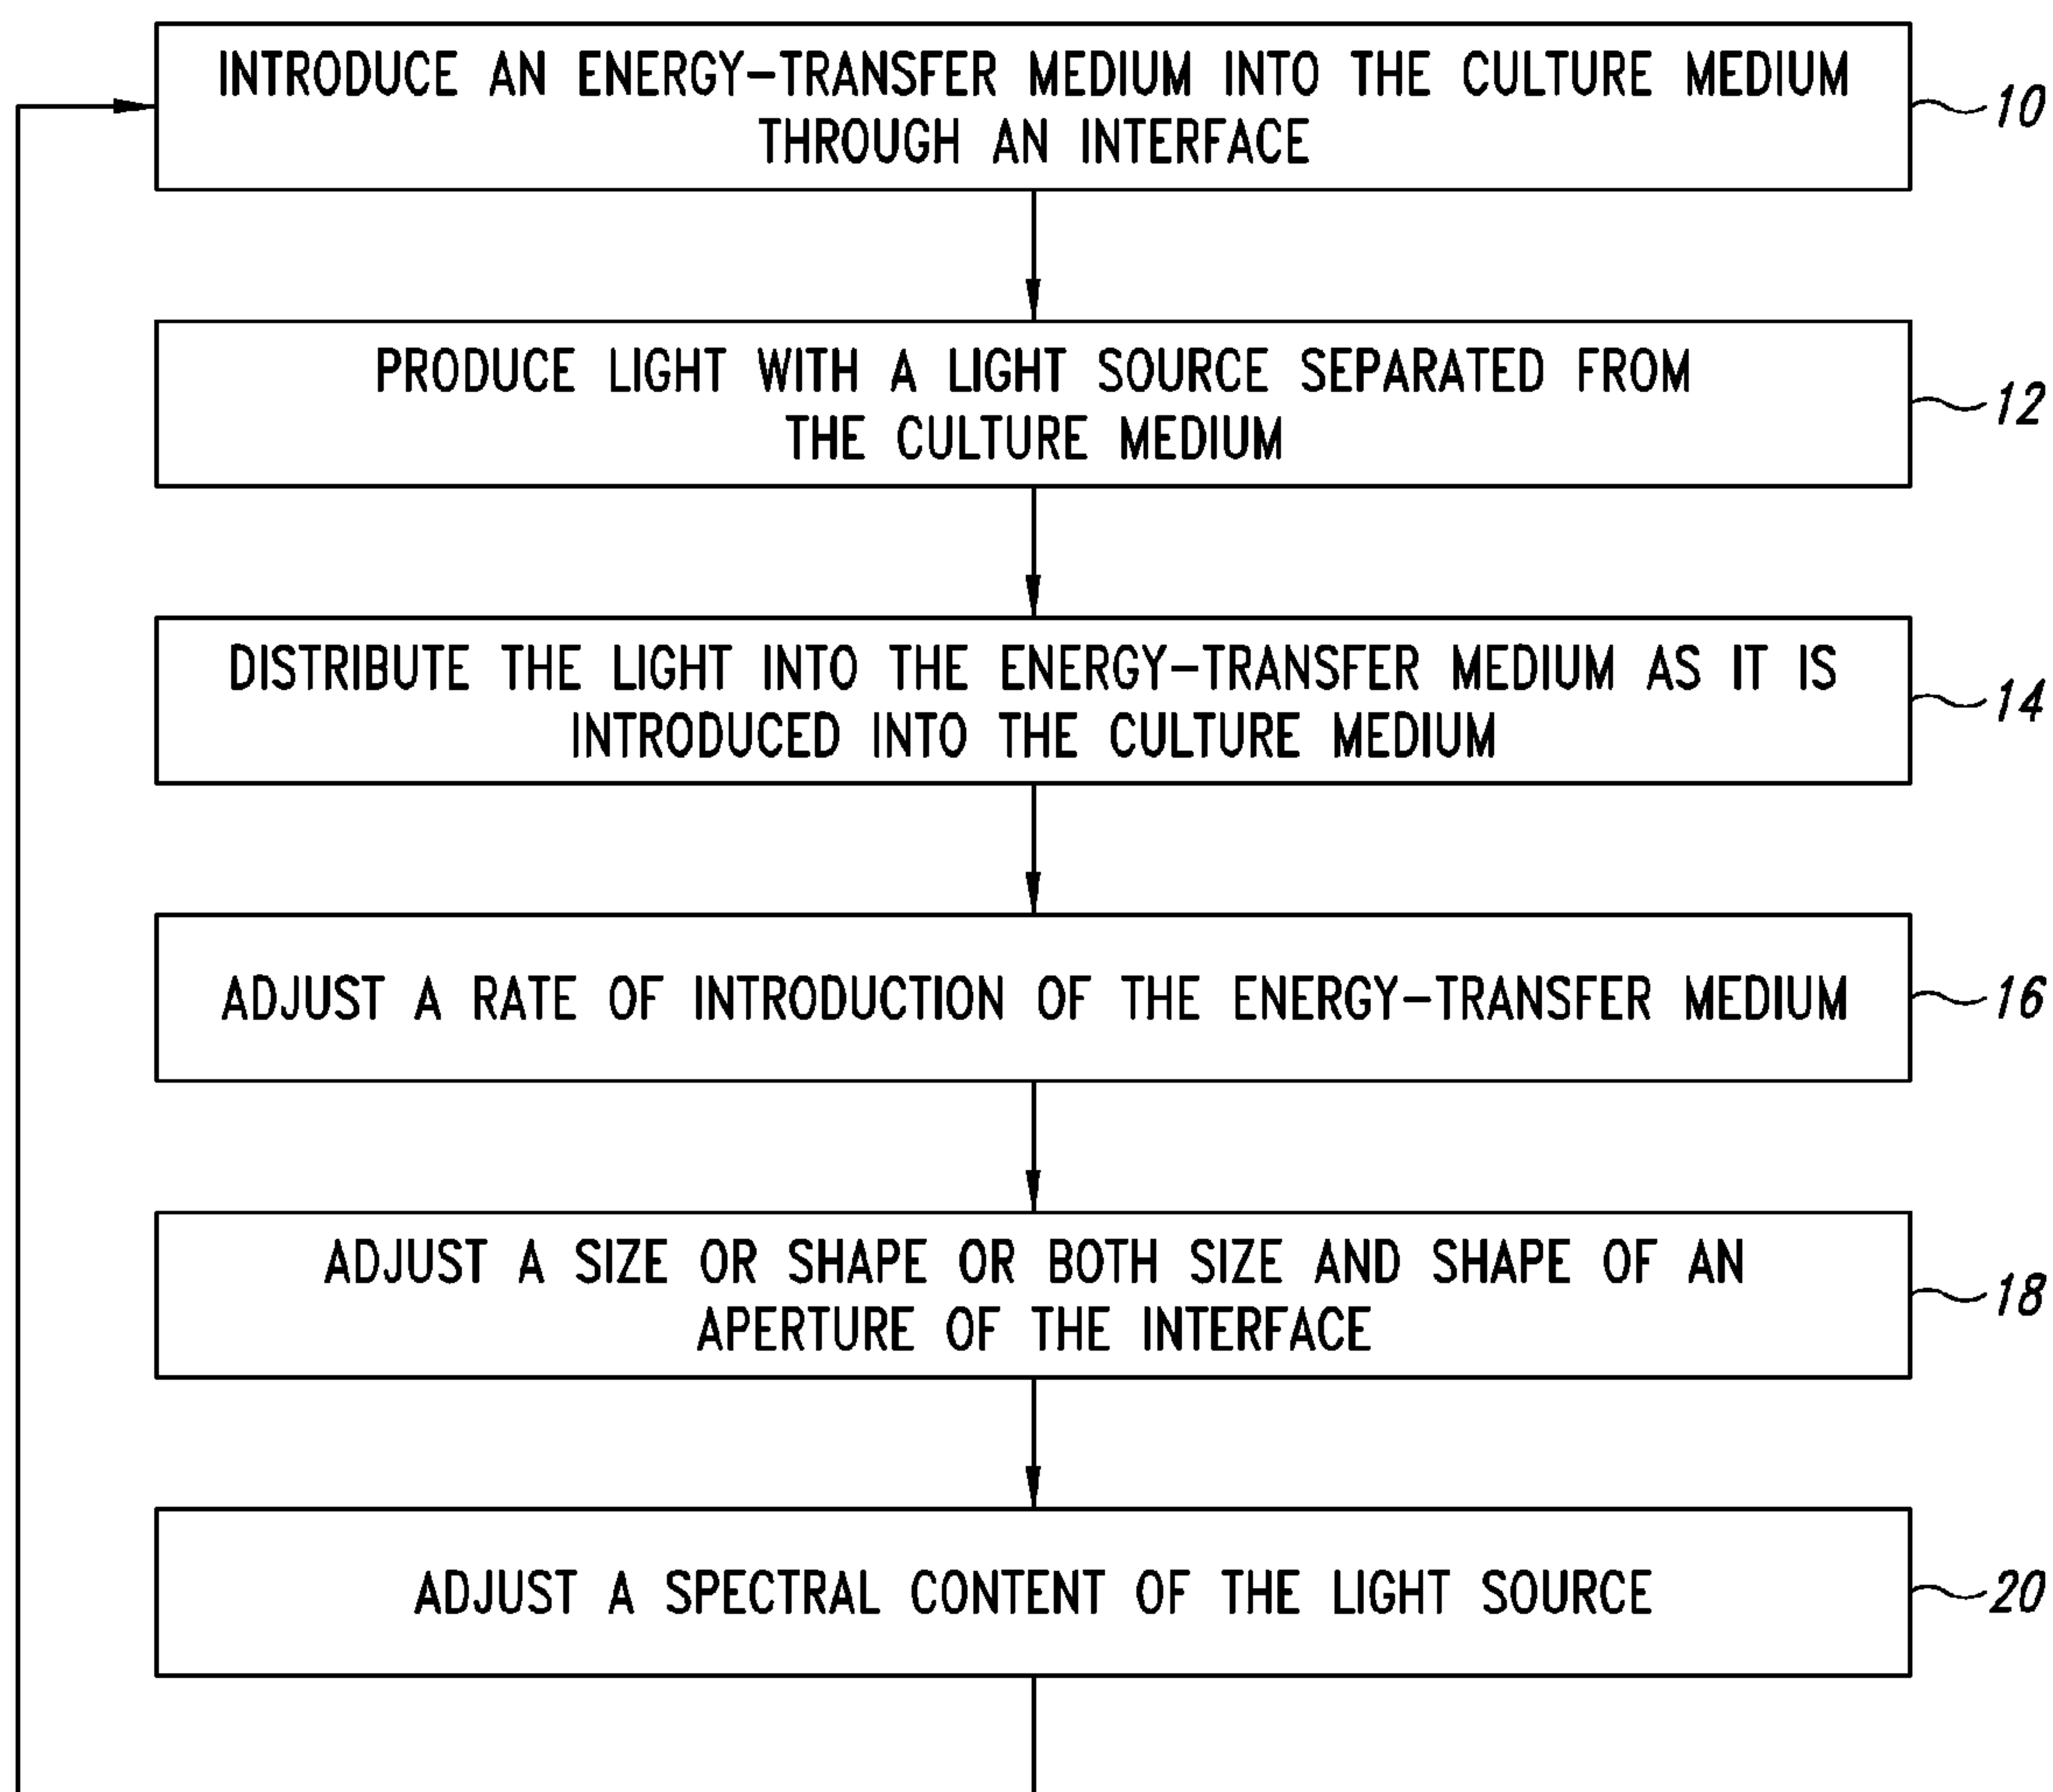 INTRODUCE AN ENERGY-TRANSFER MEDIUM INTO THE CULTURE MEDIUM
THROUGH AN INTERFACE
10
PRODUCE LIGHT WITH A LIGHT SOURCE SEPARATED FROM
THE CULTURE MEDIUM
12
DISTRIBUTE THE LIGHT INTO THE ENERGY-TRANSFER MEDIUM AS IT IS
INTRODUCED INTO THE CULTURE MEDIUM
14
ADJUST A RATE OF INTRODUCTION OF THE ENERGY-TRANSFER MEDIUM
16
ADJUST A SIZE OR SHAPE OR BOTH SIZE AND SHAPE OF AN
APERTURE OF THE INTERFACE
18
ADJUST A SPECTRAL CONTENT OF THE LIGHT SOURCE
20